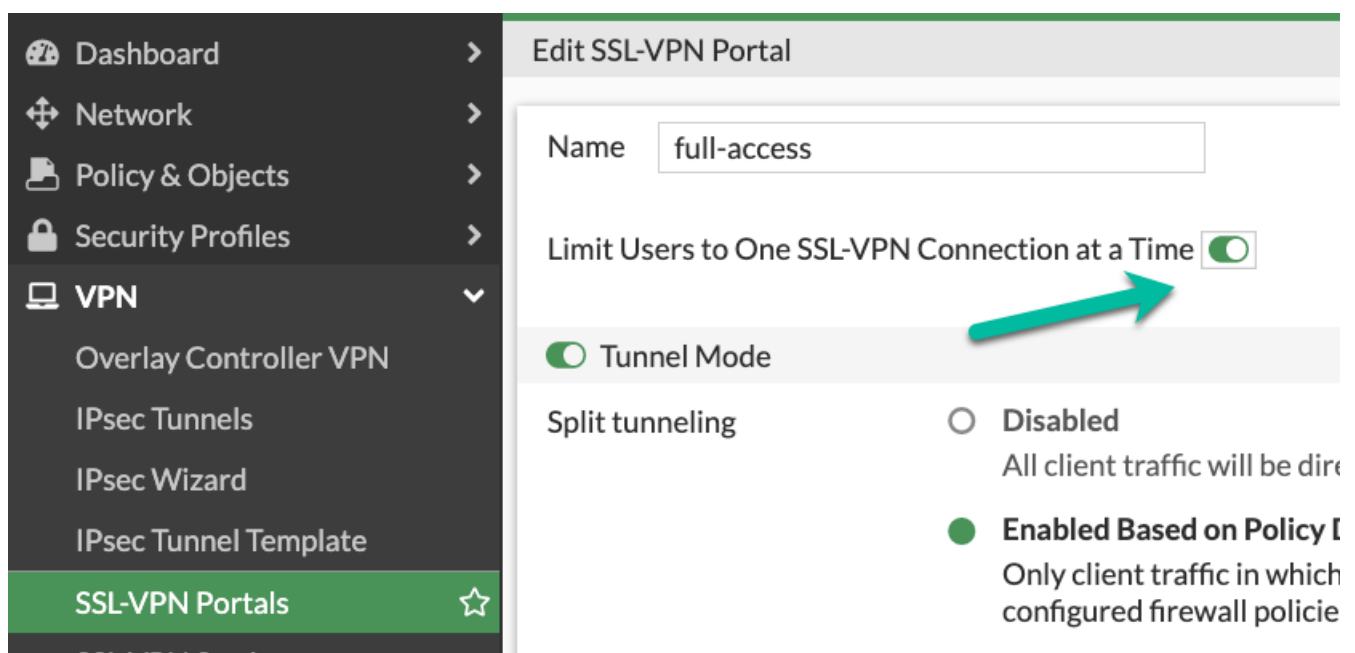 Dashboard
Network
Policy & Objects
Security Profiles
VPN
Overlay Controller VPN
IPsec Tunnels
IPsec Wizard
IPsec Tunnel Template
SSL-VPN Portals
Edit SSL-VPN Portal
Name full-access
Limit Users to One SSL-VPN Connection at a Time
Tunnel Mode
Split tunneling
Disabled
All client traffic will be
Enabled Based on Policy
Only client traffic in which
configured firewall